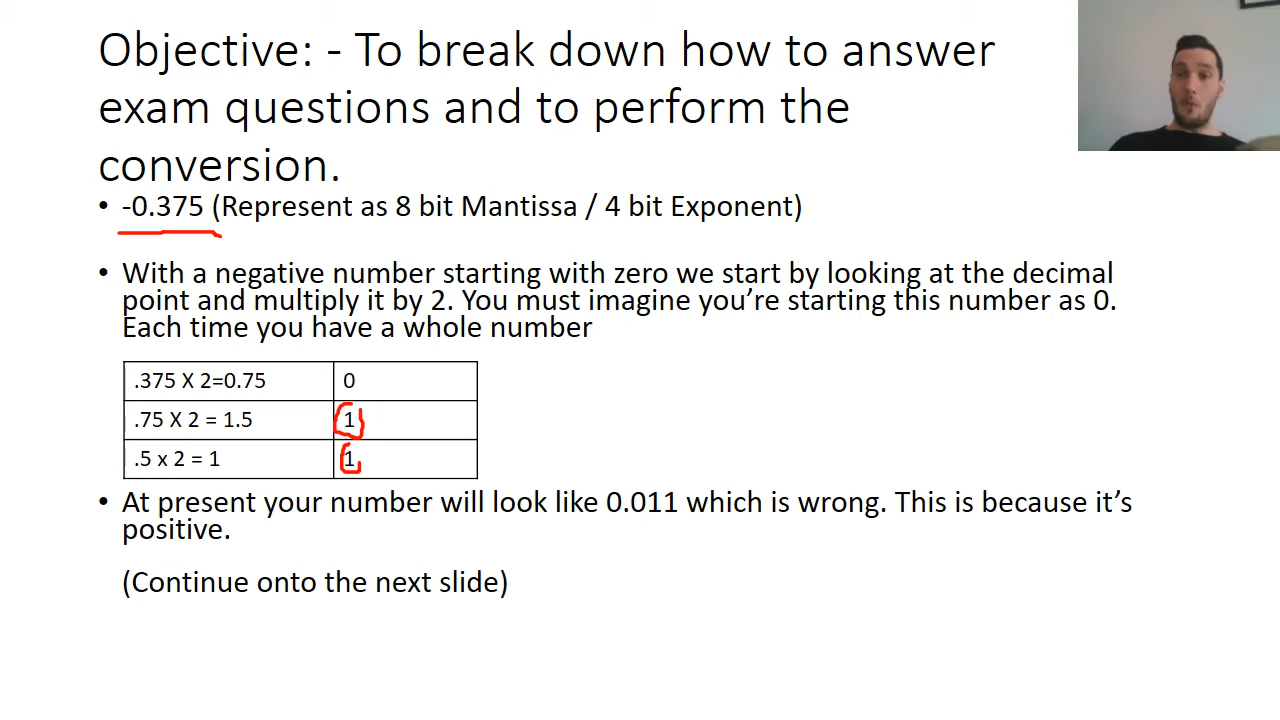 Objective: - To break down how to answer
exam questions and to perform the
conversion.
• -0.375 (Represent as 8 bit Mantissa / 4 bit Exponent)
• With a negative number starting with zero we start by looking at the decimal
point and multiply it by 2. You must imagine you’re starting this number as 0.
Each time you have a whole number
.375 X 2=0.75 0
.75 X 2 = 1.5 1
.5 x 2 = 1 1
• At present your number will look like 0.011 which is wrong. This is because it’s
positive.
(Continue onto the next slide)